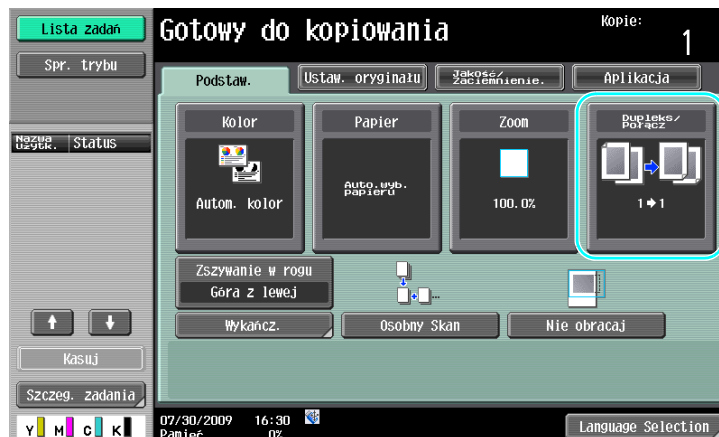 Lista zadań
Gotowy do kopiowania
Kopie:
1
Spr. trybu
Podstaw.
Ustaw. oryginału
Jakość/
zaciemnienie.
Aplikacja
Nazwa
użytk.
Status
Kolor
Papier
Zoom
Dupleks/
Połącz
Autom. kolor
Auto.wyb.
papieru
100.0%
1→1
Zszywanie w rogu
Góra z lewej
Wykańcz.
Osobny Skan
Nie obracaj
Kasuj
Szczeg. zadania
Y M C K
07/30/2009 16:30
Pamięć 0%
Language Selection